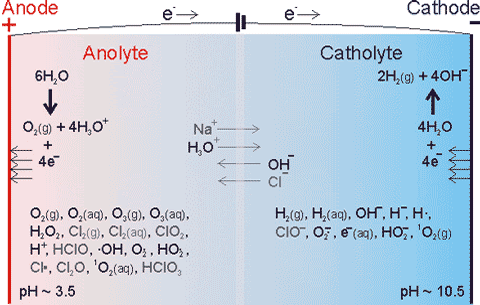 Anode e⁻ e⁻ Cathode
+ −
Anolyte Catholyte
6H₂O 2H₂(g) + 4OH⁻
O₂(g) + 4H₃O⁺ 4H₂O
+ +
4e⁻ 4e⁻
Na⁺
H₃O⁺
OH⁻
Cl⁻
O₂(g), O₂(aq), O₃(g), O₃(aq),
H₂O₂, Cl₂(g), Cl₂(aq), ClO₂,
H⁺, HClO, ·OH, O₂⁻, HO₂,
Cl•, Cl₂O, ¹O₂(aq), HClO₃
H₂(g), H₂(aq), OH⁻, H⁻, H·,
ClO⁻, O₂⁻, e⁻(aq), HO₂⁻, ¹O₂(g)
pH ~ 3.5 pH ~ 10.5